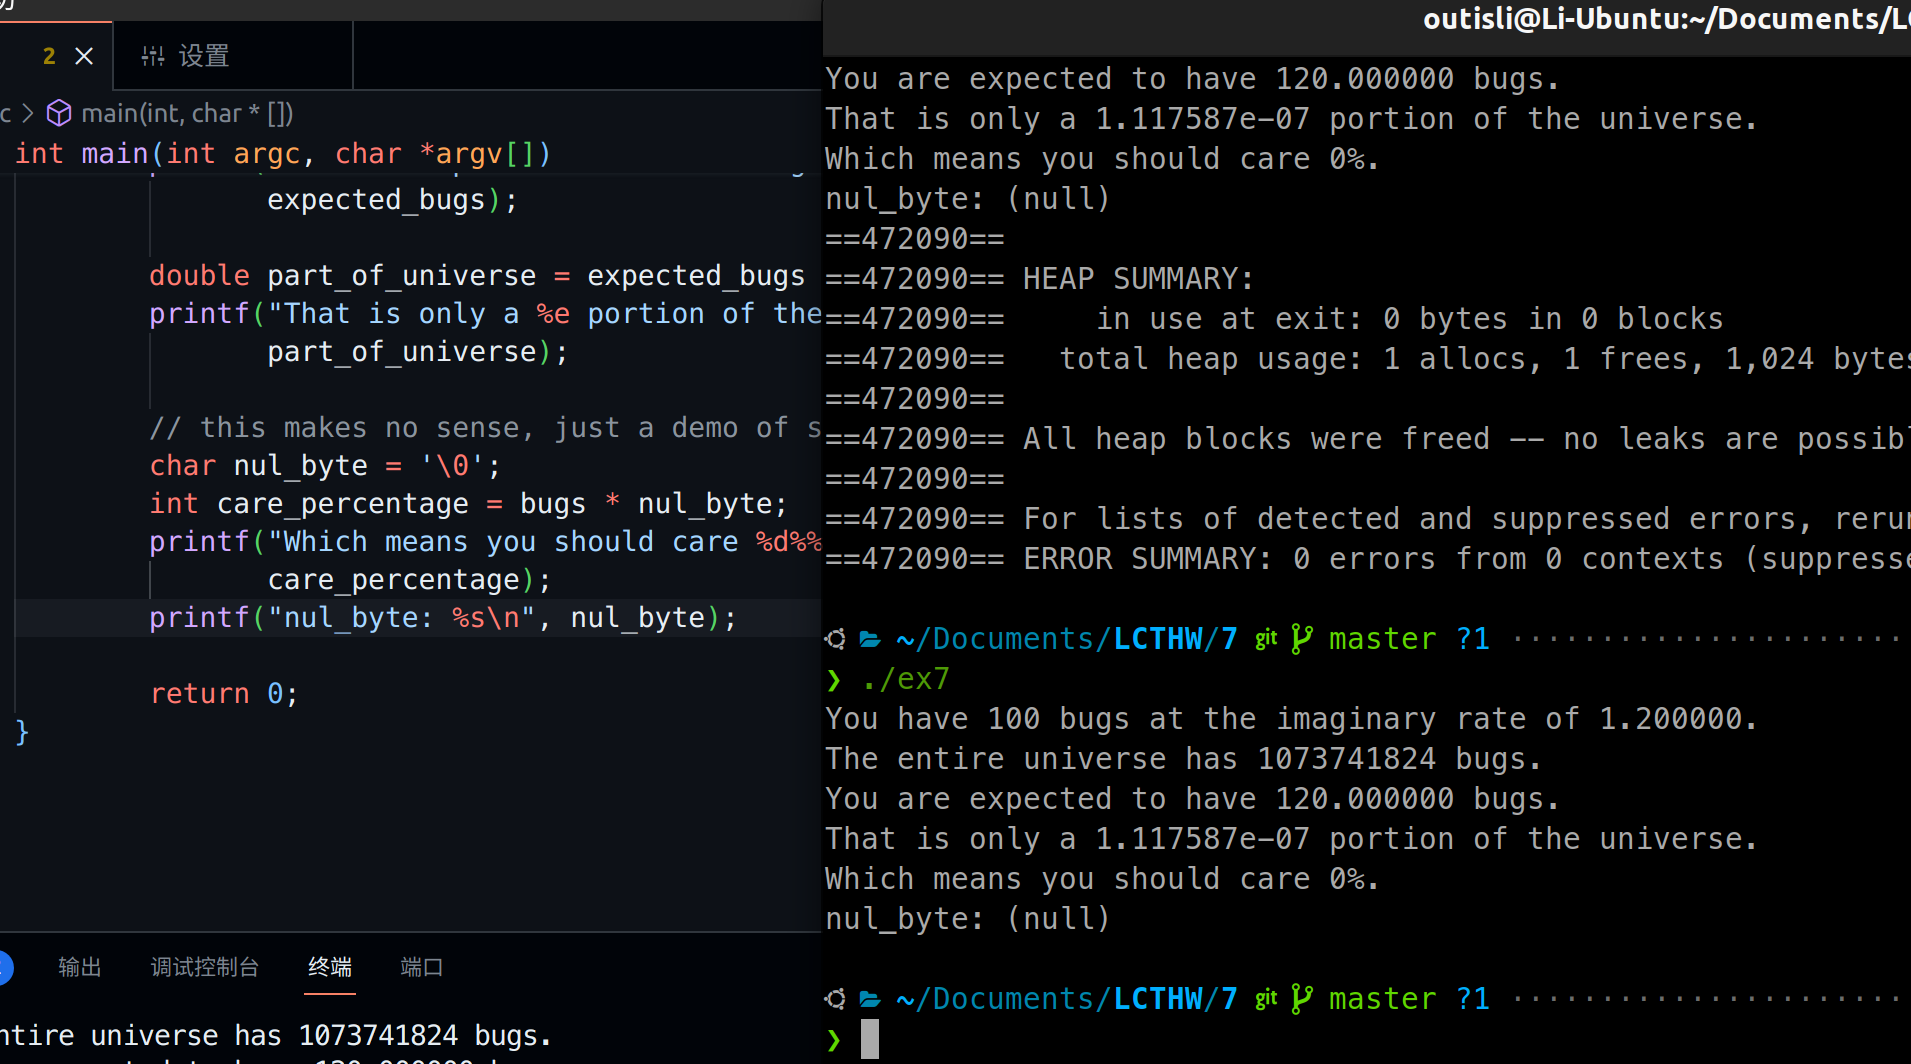 2 × 设置
c > main(int, char * [])
int main(int argc, char *argv[])
expected_bugs);
double part_of_universe = expected_bugs
printf("That is only a %e portion of the
part_of_universe);
// this makes no sense, just a demo of s
char nul_byte = '\0';
int care_percentage = bugs * nul_byte;
printf("Which means you should care %d%%
care_percentage);
printf("nul_byte: %s\n", nul_byte);
return 0;
}
输出 调试控制台 终端 端口
ntire universe has 1073741824 bugs.
outisli@Li-Ubuntu:~/Documents/LC
You are expected to have 120.000000 bugs.
That is only a 1.117587e-07 portion of the universe.
Which means you should care 0%.
nul_byte: (null)
==472090==
==472090== HEAP SUMMARY:
==472090==     in use at exit: 0 bytes in 0 blocks
==472090==   total heap usage: 1 allocs, 1 frees, 1,024 bytes
==472090==
==472090== All heap blocks were freed -- no leaks are possibl
==472090==
==472090== For lists of detected and suppressed errors, rerun
==472090== ERROR SUMMARY: 0 errors from 0 contexts (suppresse
~/Documents/LCTHW/7 git master ?1
❯ ./ex7
You have 100 bugs at the imaginary rate of 1.200000.
The entire universe has 1073741824 bugs.
You are expected to have 120.000000 bugs.
That is only a 1.117587e-07 portion of the universe.
Which means you should care 0%.
nul_byte: (null)
~/Documents/LCTHW/7 git master ?1
❯